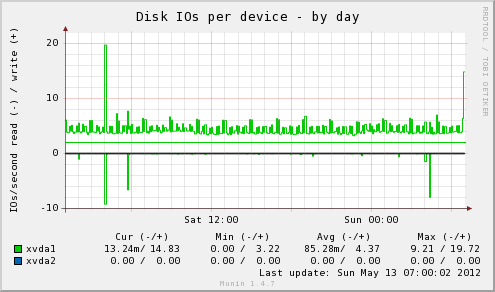 Disk IOs per device - by day
RRDTOOL / TOBI OETIKER
IOs/second read (-) / write (+)
20
10
0
-10
Sat 12:00 Sun 00:00
Cur (-/+) Min (-/+) Avg (-/+) Max (-/+)
xvda1 13.24m/ 14.83 0.00 / 3.22 85.28m/ 4.37 9.21 / 19.72
xvda2 0.00 / 0.00 0.00 / 0.00 0.00 / 0.00 0.00 / 0.00
Last update: Sun May 13 07:00:02 2012
Munin 1.4.7